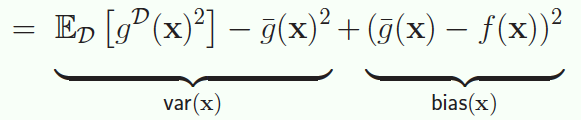 = 𝔼_𝒟 [g^𝒟(𝐱)²] − ḡ(𝐱)² + (ḡ(𝐱) − f(𝐱))²
var(𝐱) bias(𝐱)